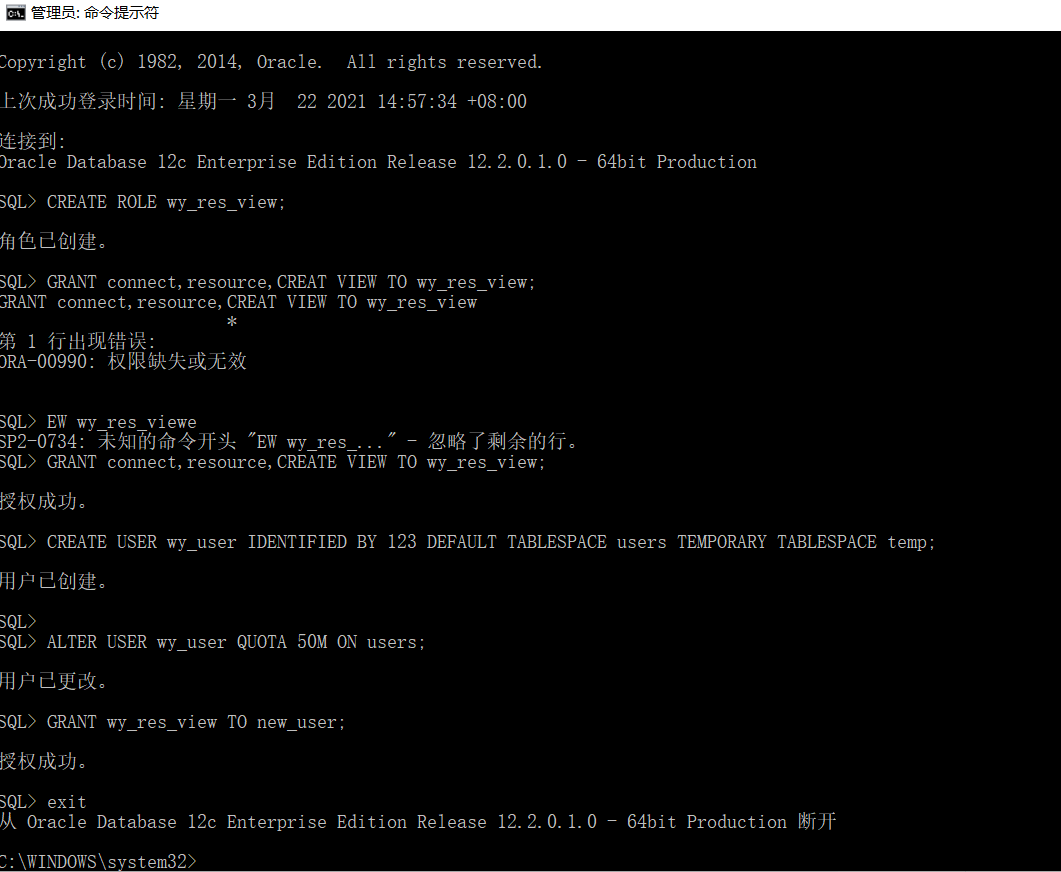 管理员: 命令提示符
Copyright (c) 1982, 2014, Oracle.  All rights reserved.
上次成功登录时间: 星期一 3月  22 2021 14:57:34 +08:00
连接到:
Oracle Database 12c Enterprise Edition Release 12.2.0.1.0 - 64bit Production
SQL> CREATE ROLE wy_res_view;
角色已创建。
SQL> GRANT connect,resource,CREAT VIEW TO wy_res_view;
GRANT connect,resource,CREAT VIEW TO wy_res_view
*
第 1 行出现错误:
ORA-00990: 权限缺失或无效
SQL> EW wy_res_viewe
SP2-0734: 未知的命令开头 "EW wy_res_..." - 忽略了剩余的行。
SQL> GRANT connect,resource,CREATE VIEW TO wy_res_view;
授权成功。
SQL> CREATE USER wy_user IDENTIFIED BY 123 DEFAULT TABLESPACE users TEMPORARY TABLESPACE temp;
用户已创建。
SQL>
SQL> ALTER USER wy_user QUOTA 50M ON users;
用户已更改。
SQL> GRANT wy_res_view TO new_user;
授权成功。
SQL> exit
从 Oracle Database 12c Enterprise Edition Release 12.2.0.1.0 - 64bit Production 断开
C:\WINDOWS\system32>